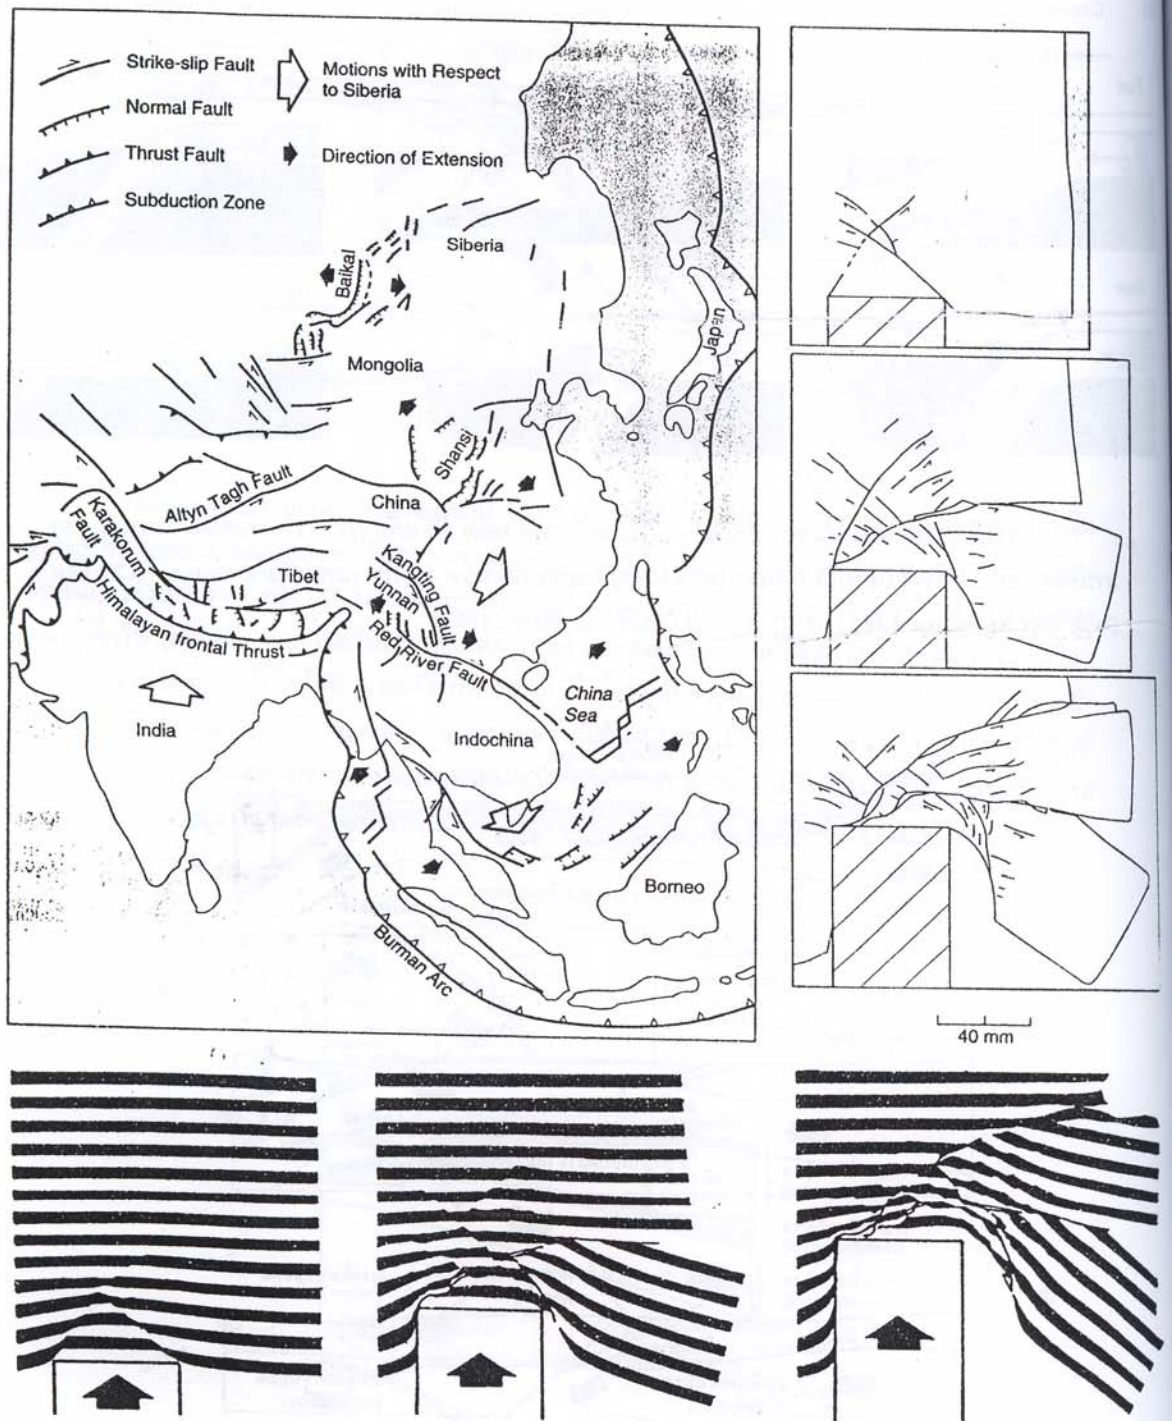 Strike-slip Fault
Normal Fault
Thrust Fault
Subduction Zone
Motions with Respect
to Siberia
Direction of Extension
Siberia
Baikal
Mongolia
Japan
Shansi
Altyn Tagh Fault
China
Karakorum
Fault
Tibet
Kangting Fault
Yunnan
Himalayan frontal Thrust
Red River Fault
China
Sea
India
Indochina
Borneo
Burman Arc
40 mm